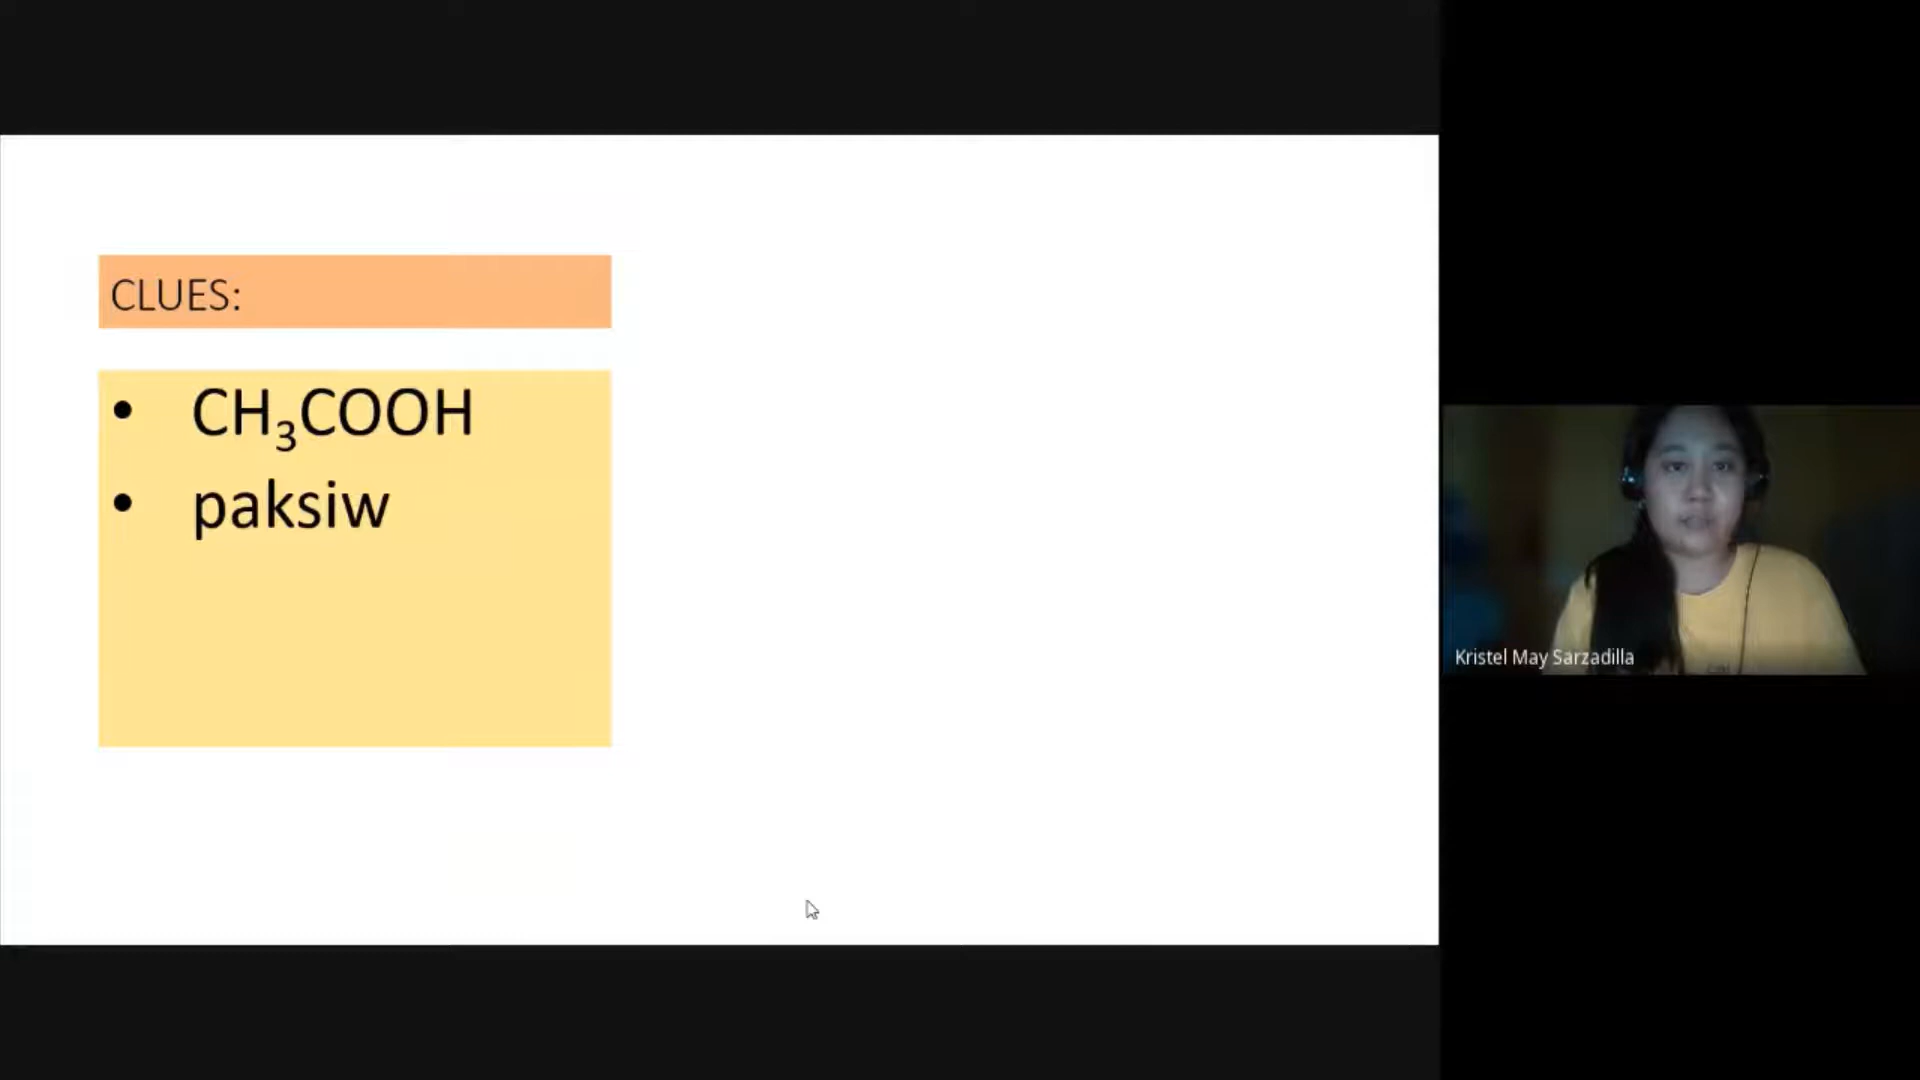 CLUES:
• CH₃COOH
• paksiw
Kristel May Sarzadilla